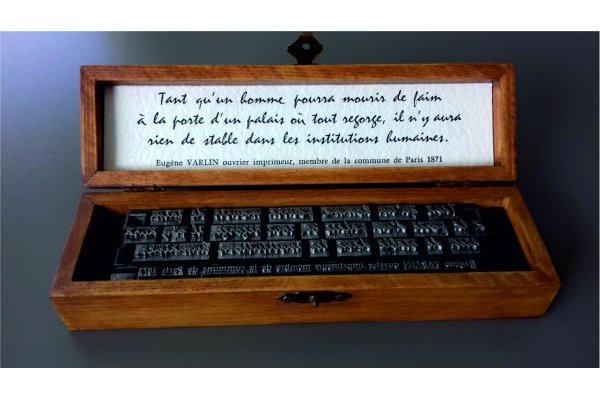 Tant qu'un homme pourra mourir de faim
à la porte d'un palais où tout regorge, il n'y aura
rien de stable dans les institutions humaines.
Eugène VARLIN ouvrier imprimeur, membre de la commune de Paris 1871